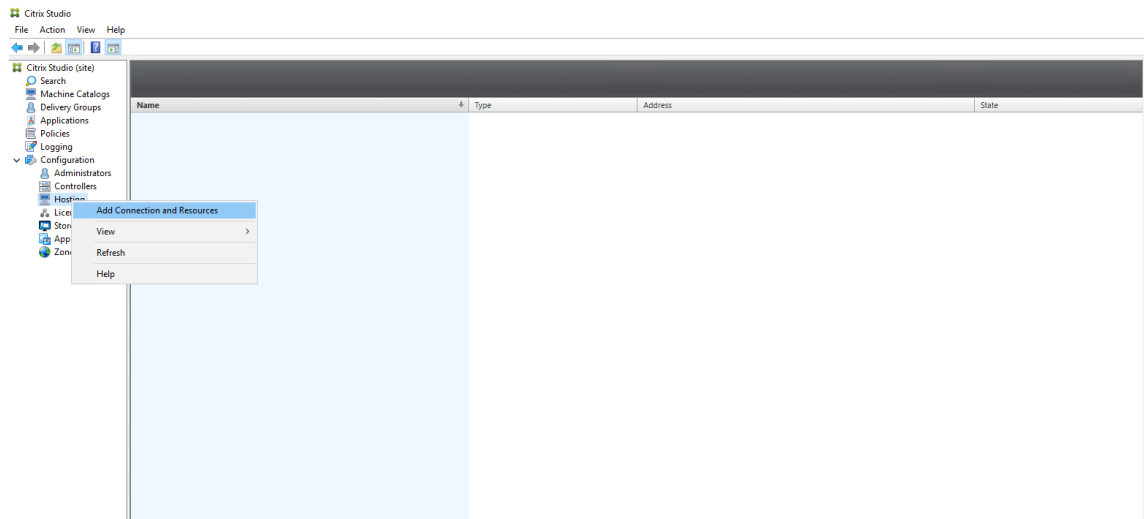 Citrix Studio
File Action View Help
Citrix Studio (site)
Search
Machine Catalogs
Delivery Groups
Applications
Policies
Logging
Configuration
Administrators
Controllers
Hosting
Name Type Address State
Add Connection and Resources
View
Refresh
Help